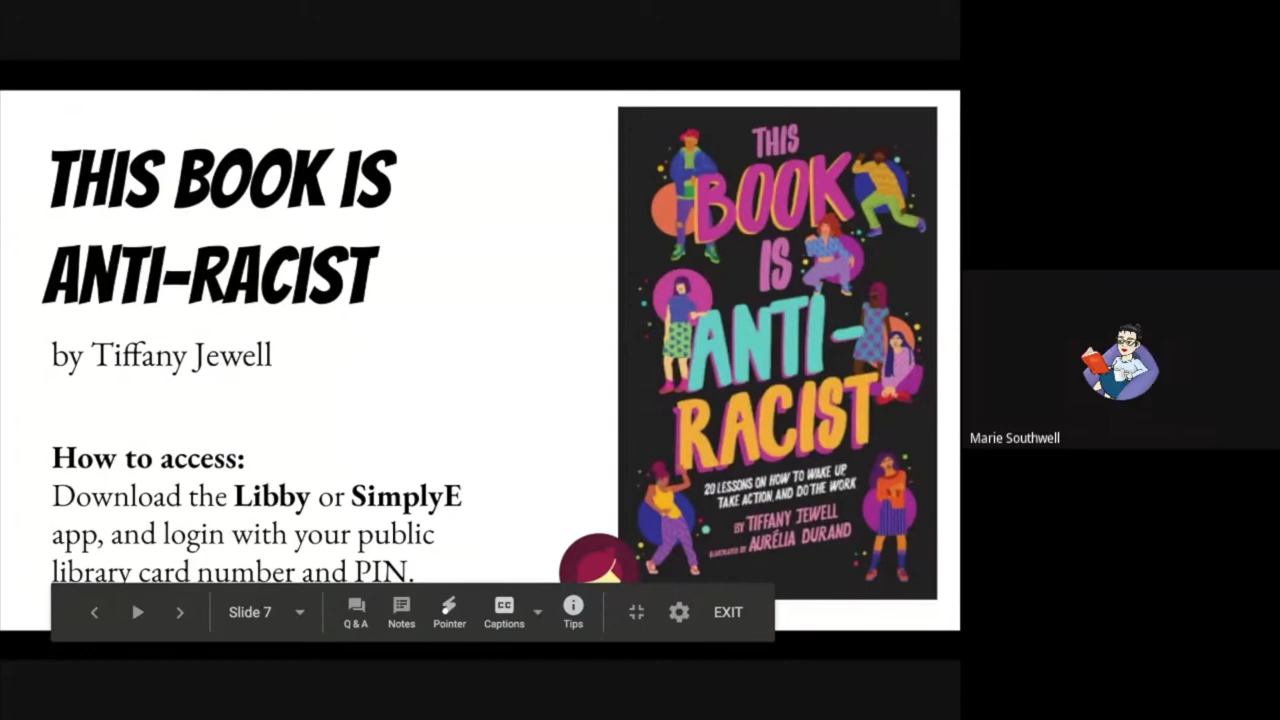 THIS BOOK IS
ANTI-RACIST
by Tiffany Jewell
How to access:
Download the Libby or SimplyE
app, and login with your public
library card number and PIN.
THIS
BOOK
IS
ANTI-
RACIST
20 LESSONS ON HOW TO WAKE UP,
TAKE ACTION, AND DO THE WORK
BY TIFFANY JEWELL
ILLUSTRATED BY AURÉLIA DURAND
Slide 7
Q & A
Notes
Pointer
CC
Captions
Tips
EXIT
Marie Southwell